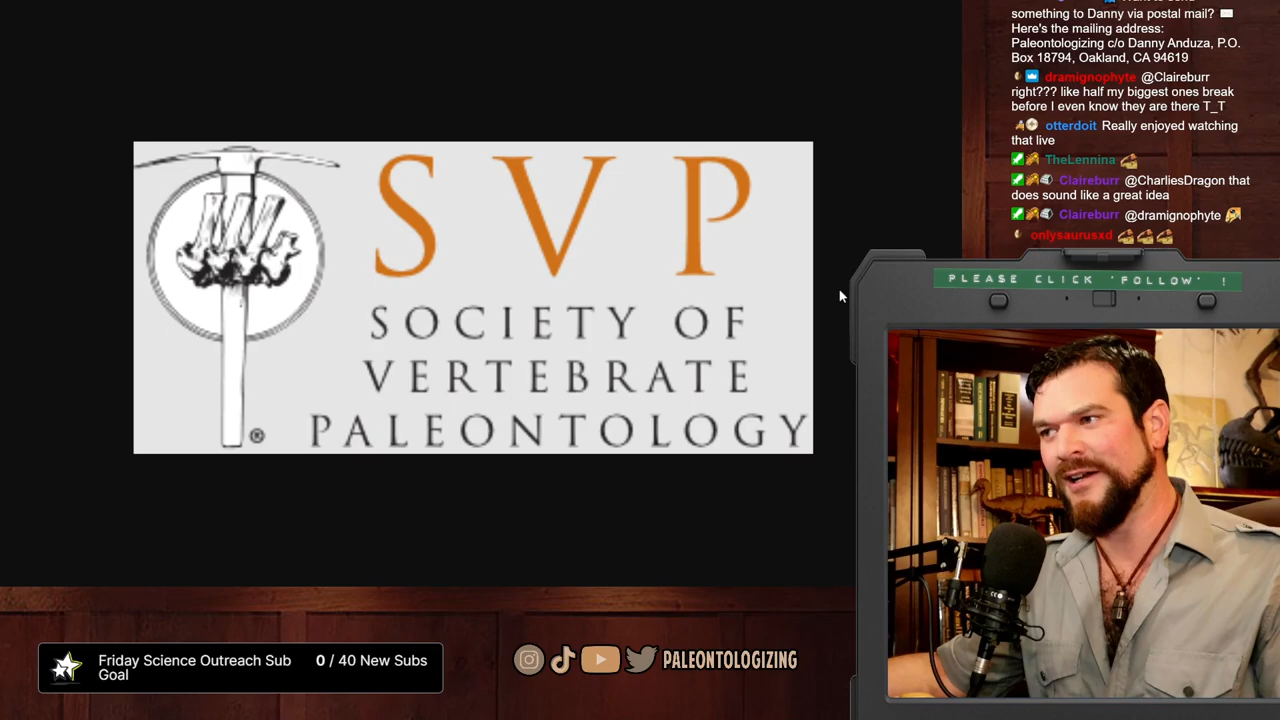 something to Danny via postal mail? ✉️
Here's the mailing address:
Paleontologizing c/o Danny Anduza, P.O.
Box 18794, Oakland, CA 94619
dramignophyte @Claireburr
right??? like half my biggest ones break
before I even know they are there T_T
otterdoit Really enjoyed watching
that live
TheLennina
Claireburr @CharliesDragon that
does sound like a great idea
Claireburr @dramignophyte
onlysaurusxd
PLEASE CLICK 'FOLLOW' !
S V P
SOCIETY OF
VERTEBRATE
PALEONTOLOGY
®
Friday Science Outreach Sub
Goal
0 / 40 New Subs
PALEONTOLOGIZING